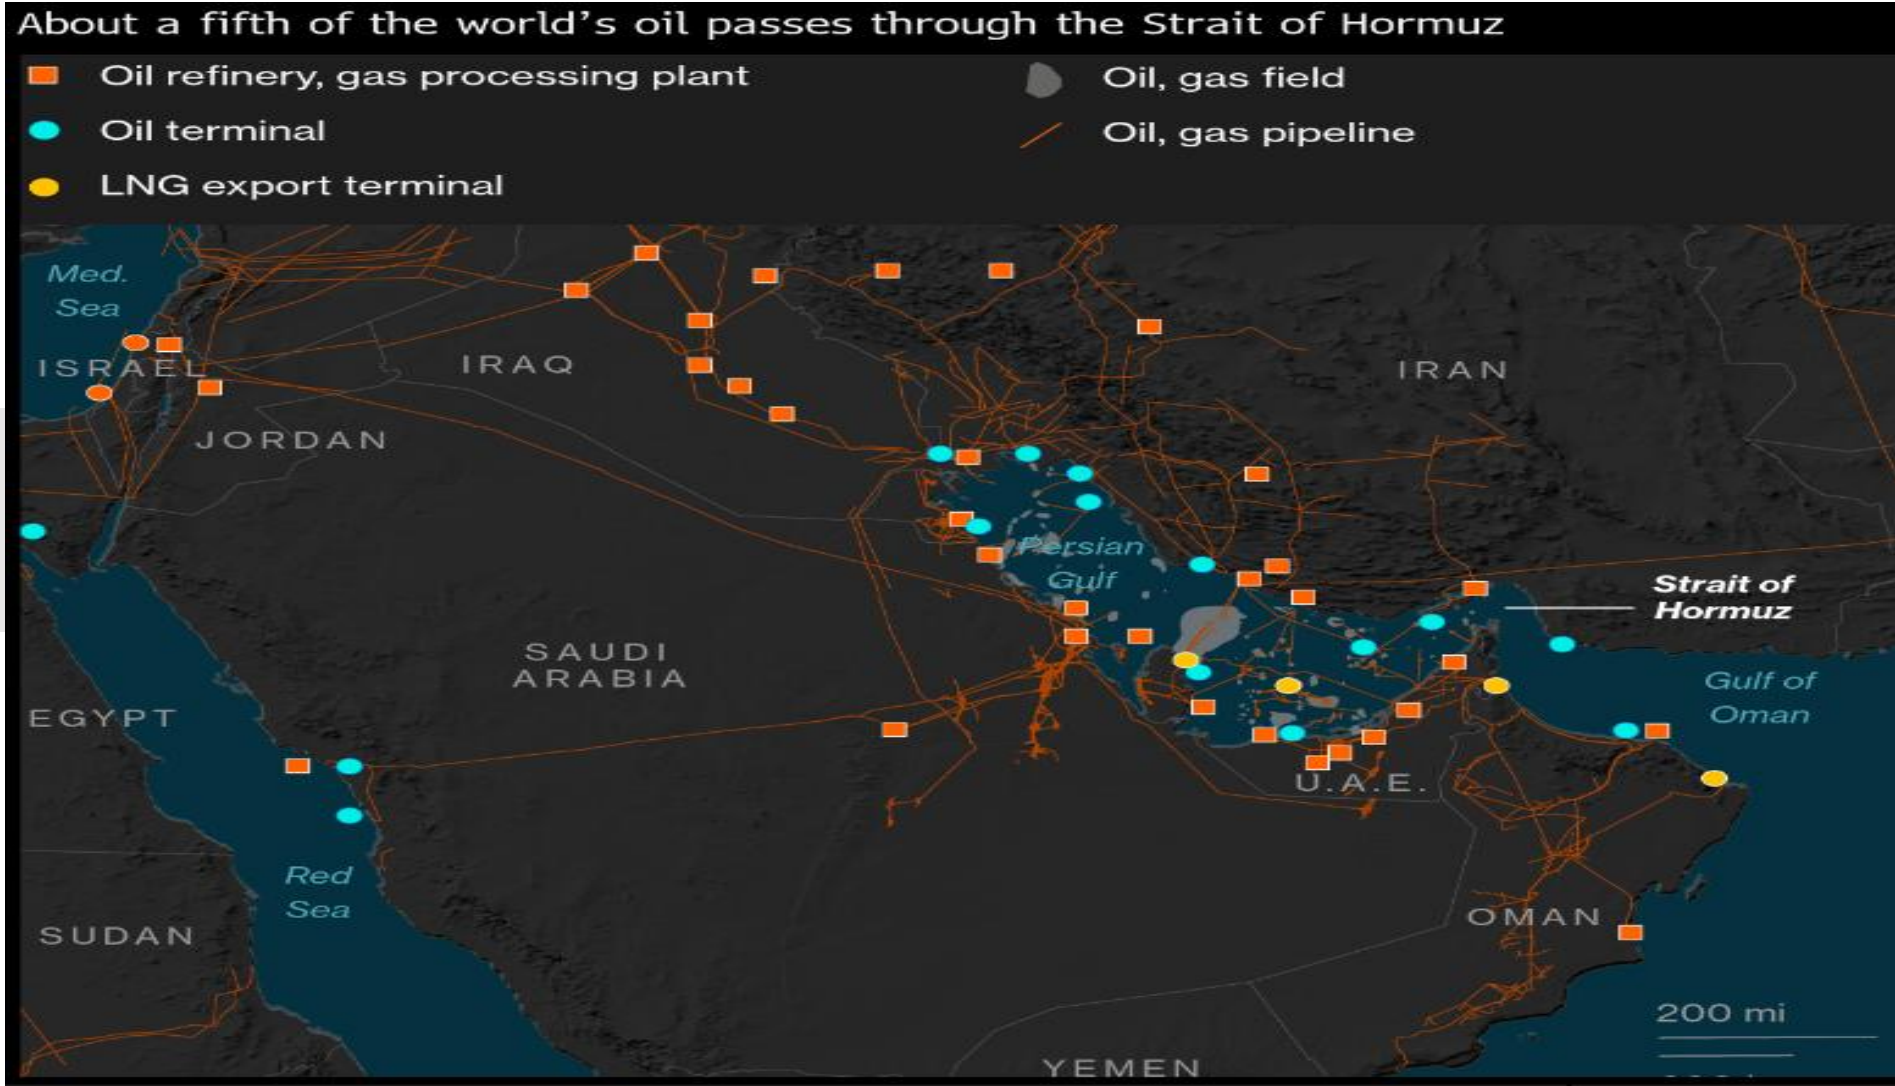 About a fifth of the world's oil passes through the Strait of Hormuz
Oil refinery, gas processing plant
Oil, gas field
Oil terminal
Oil, gas pipeline
LNG export terminal
Med.
Sea
ISRAEL
IRAQ
IRAN
JORDAN
Persian
Gulf
Strait of
Hormuz
SAUDI
ARABIA
EGYPT
Gulf of
Oman
U.A.E.
Red
Sea
SUDAN
OMAN
200 mi
YEMEN